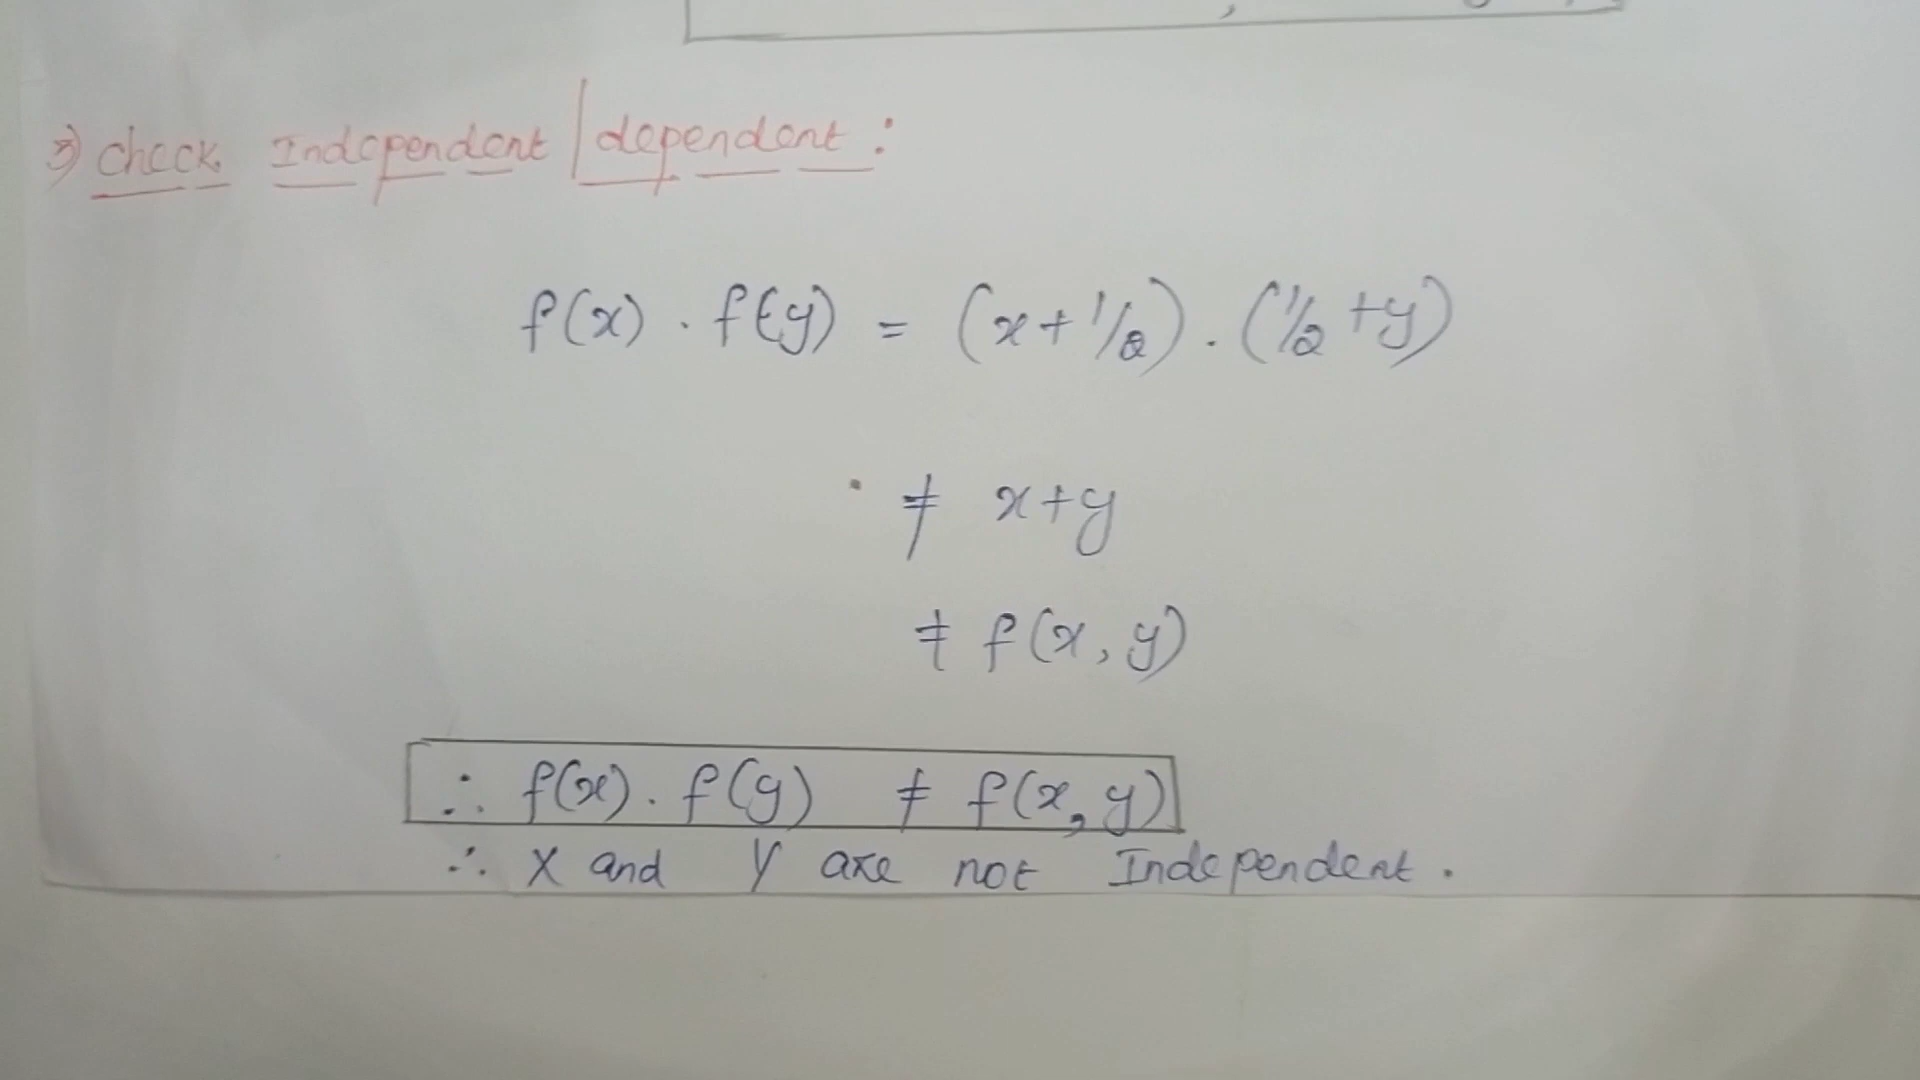 3) check Independent / dependent :
f(x) . f(y) = (x+1/2) . (1/2 +y)
≠ x+y
≠ f(x, y)
∴ f(x) . f(y) ≠ f(x, y)
∴ X and Y are not Independent .